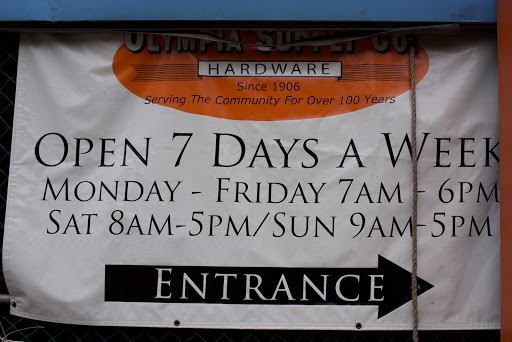 OLYMPIA SUPPLY CO.
HARDWARE
Since 1906
Serving The Community For Over 100 Years
OPEN 7 DAYS A WEEK
MONDAY - FRIDAY 7AM - 6PM
SAT 8AM-5PM/SUN 9AM-5PM
ENTRANCE